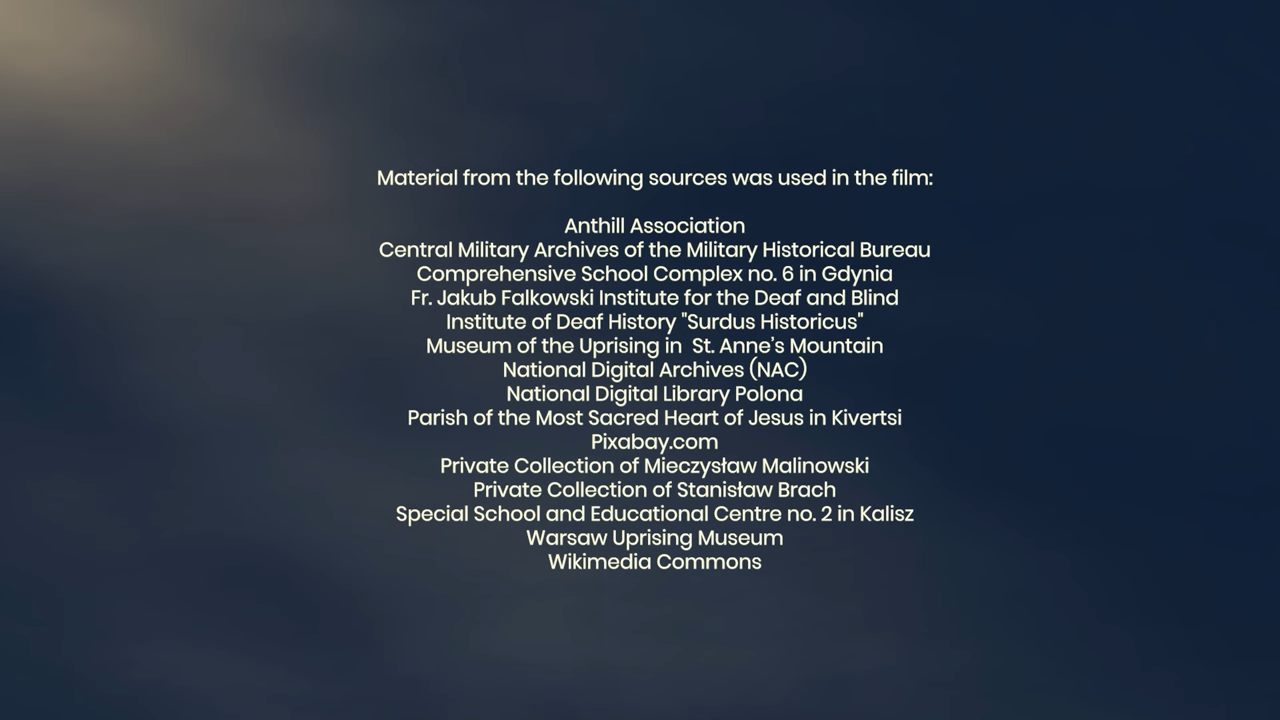 Material from the following sources was used in the film:
Anthill Association
Central Military Archives of the Military Historical Bureau
Comprehensive School Complex no. 6 in Gdynia
Fr. Jakub Falkowski Institute for the Deaf and Blind
Institute of Deaf History "Surdus Historicus"
Museum of the Uprising in  St. Anne's Mountain
National Digital Archives (NAC)
National Digital Library Polona
Parish of the Most Sacred Heart of Jesus in Kivertsi
Pixabay.com
Private Collection of Mieczysław Malinowski
Private Collection of Stanisław Brach
Special School and Educational Centre no. 2 in Kalisz
Warsaw Uprising Museum
Wikimedia Commons